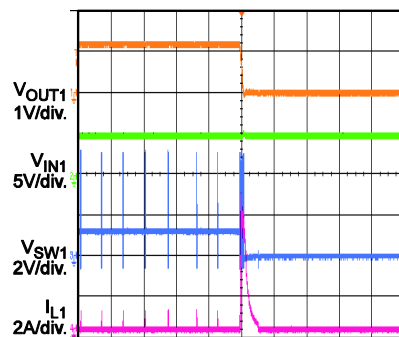 VOUT1
1V/div.
VIN1
5V/div.
VSW1
2V/div.
IL1
2A/div.